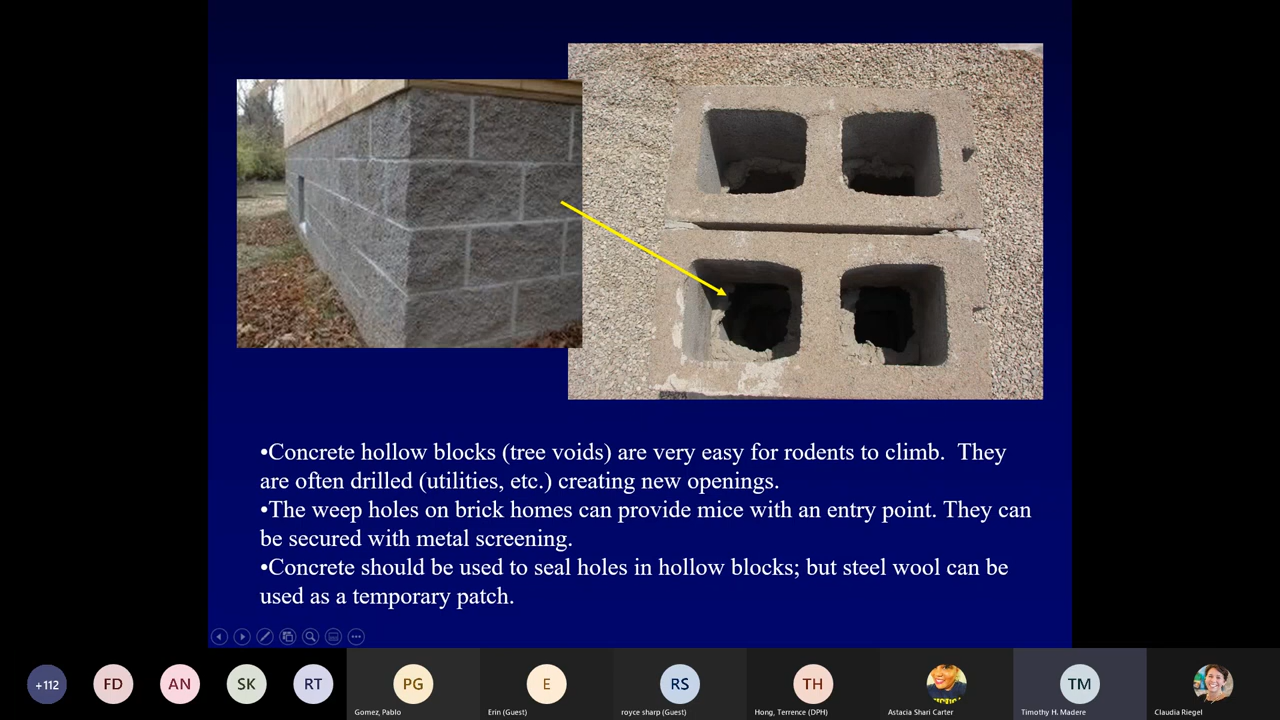 •Concrete hollow blocks (tree voids) are very easy for rodents to climb.  They
are often drilled (utilities, etc.) creating new openings.
•The weep holes on brick homes can provide mice with an entry point. They can
be secured with metal screening.
•Concrete should be used to seal holes in hollow blocks; but steel wool can be
used as a temporary patch.
+112 FD AN SK RT PG E RS TH TM
Gomez, Pablo Erin (Guest) royce sharp (Guest) Hong, Terrence (DPH) Astacia Shari Carter Timothy H. Madere Claudia Riegel